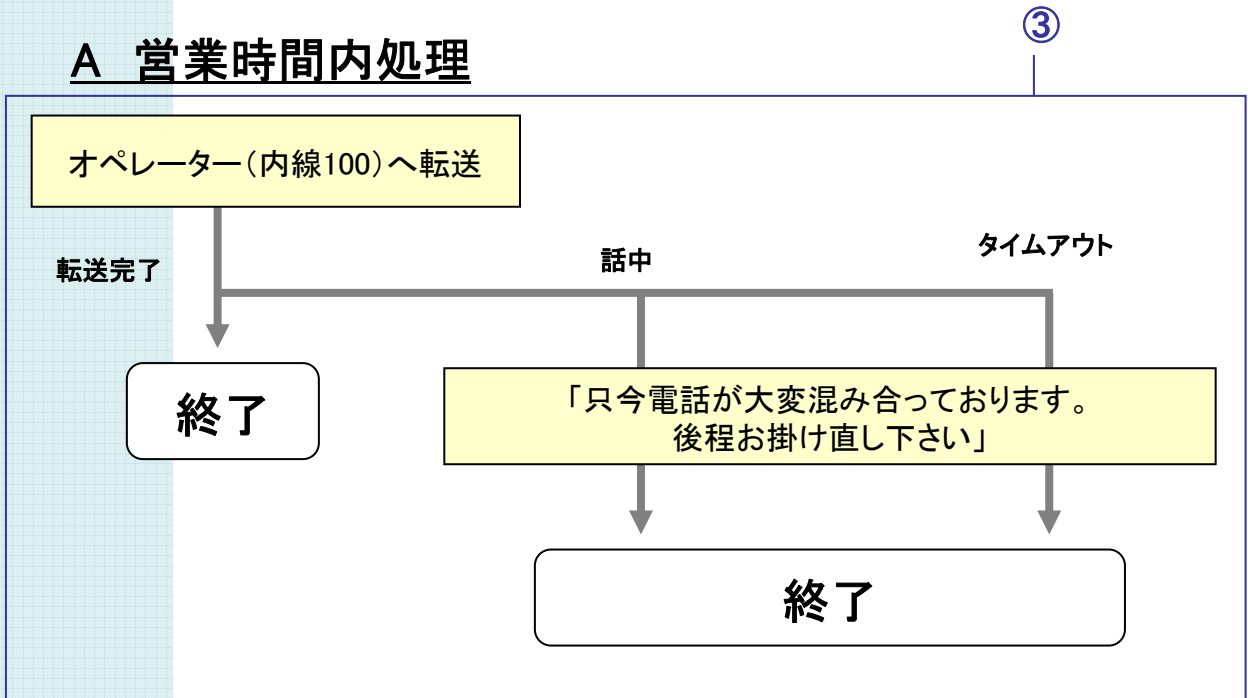 ③
A 営業時間内処理
オペレーター(内線100)へ転送
転送完了
話中
タイムアウト
終了
「只今電話が大変混み合っております。
後程お掛け直し下さい」
終了